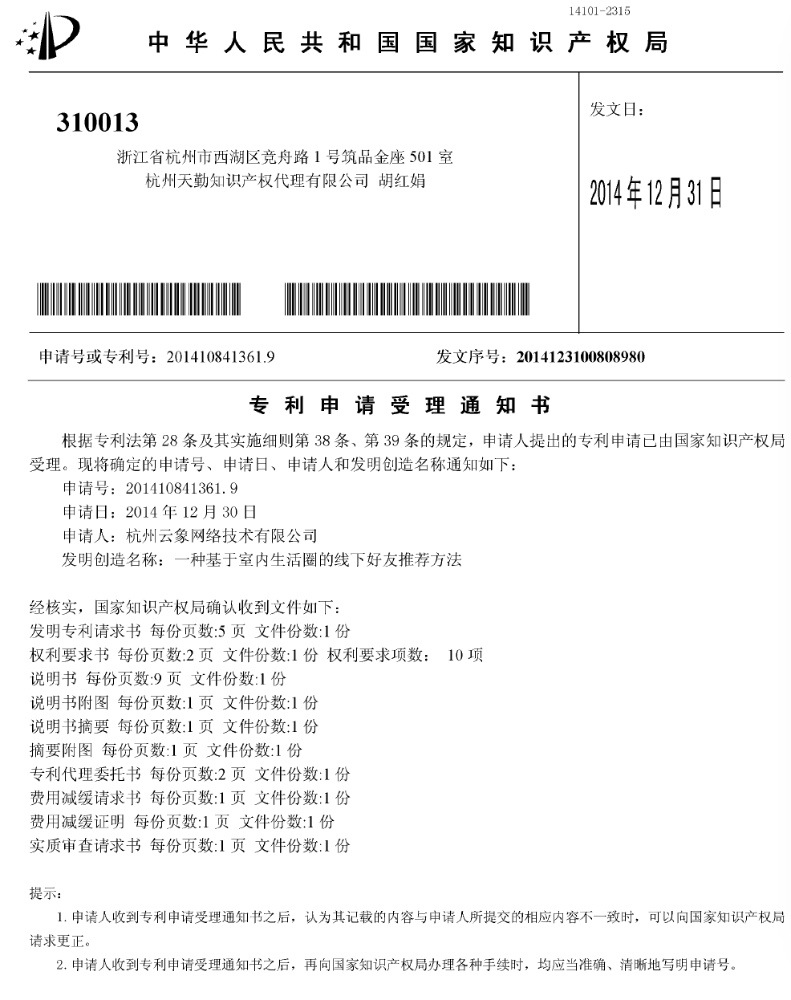 14101-2315
中华人民共和国国家知识产权局
310013
浙江省杭州市西湖区竞舟路 1 号筑品金座 501 室
杭州天勤知识产权代理有限公司 胡红娟
发文日：
2014 年 12 月 31 日
申请号或专利号：201410841361.9
发文序号：2014123100808980
专利申请受理通知书
根据专利法第 28 条及其实施细则第 38 条、第 39 条的规定，申请人提出的专利申请已由国家知识产权局
受理。现将确定的申请号、申请日、申请人和发明创造名称通知如下：
申请号：201410841361.9
申请日：2014 年 12 月 30 日
申请人：杭州云象网络技术有限公司
发明创造名称：一种基于室内生活圈的线下好友推荐方法
经核实，国家知识产权局确认收到文件如下：
发明专利请求书 每份页数:5 页 文件份数:1 份
权利要求书 每份页数:2 页 文件份数:1 份 权利要求项数： 10 项
说明书 每份页数:9 页 文件份数:1 份
说明书附图 每份页数:1 页 文件份数:1 份
说明书摘要 每份页数:1 页 文件份数:1 份
摘要附图 每份页数:1 页 文件份数:1 份
专利代理委托书 每份页数:2 页 文件份数:1 份
费用减缓请求书 每份页数:1 页 文件份数:1 份
费用减缓证明 每份页数:1 页 文件份数:1 份
实质审查请求书 每份页数:1 页 文件份数:1 份
提示：
1. 申请人收到专利申请受理通知书之后，认为其记载的内容与申请人所提交的相应内容不一致时，可以向国家知识产权局
请求更正。
2. 申请人收到专利申请受理通知书之后，再向国家知识产权局办理各种手续时，均应当准确、清晰地写明申请号。